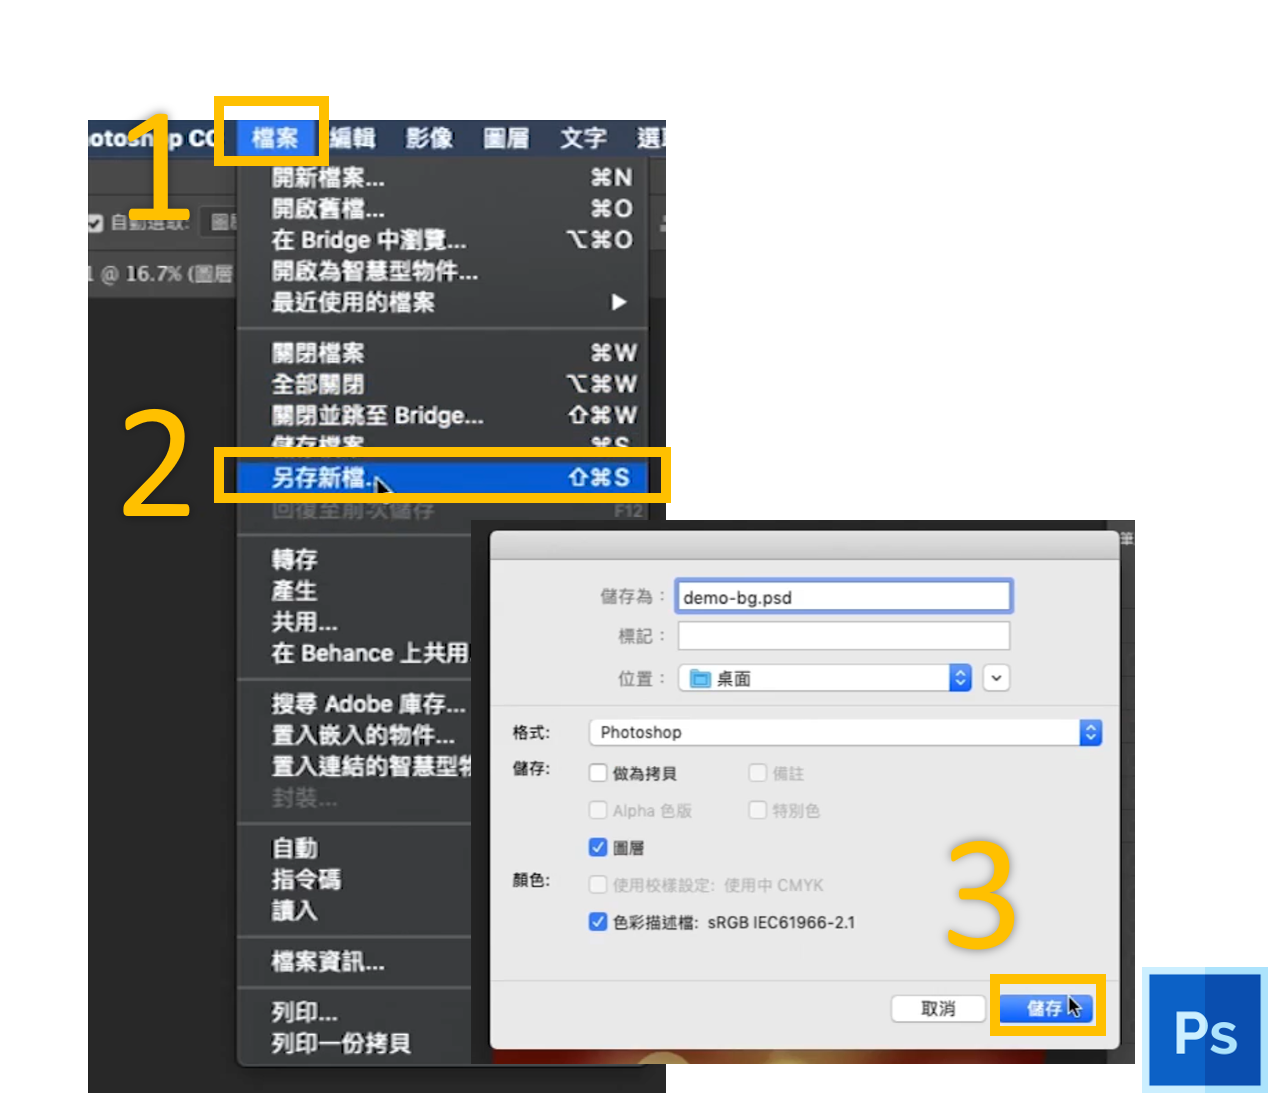 1
檔案 編輯 影像 圖層 文字
開新檔案... ⌘N
自動選取:
開啟舊檔... ⌘O
在 Bridge 中瀏覽... ⌥⌘O
1 @ 16.7% (圖層
開啟為智慧型物件...
最近使用的檔案 ▶
關閉檔案 ⌘W
全部關閉 ⌥⌘W
關閉並跳至 Bridge... ⇧⌘W
2
儲存檔案 ⌘S
另存新檔... ⇧⌘S
回復至前次儲存 F12
轉存
產生
共用...
在 Behance 上共用
搜尋 Adobe 庫存...
置入嵌入的物件...
置入連結的智慧型物
封裝...
自動
指令碼
讀入
檔案資訊...
列印...
列印一份拷貝
儲存為： demo-bg.psd
標記：
位置： 桌面
格式: Photoshop
儲存: 做為拷貝 備註
Alpha 色版 特別色
圖層
顏色: 使用校樣設定: 使用中 CMYK
色彩描述檔: sRGB IEC61966-2.1
3
取消 儲存
Ps